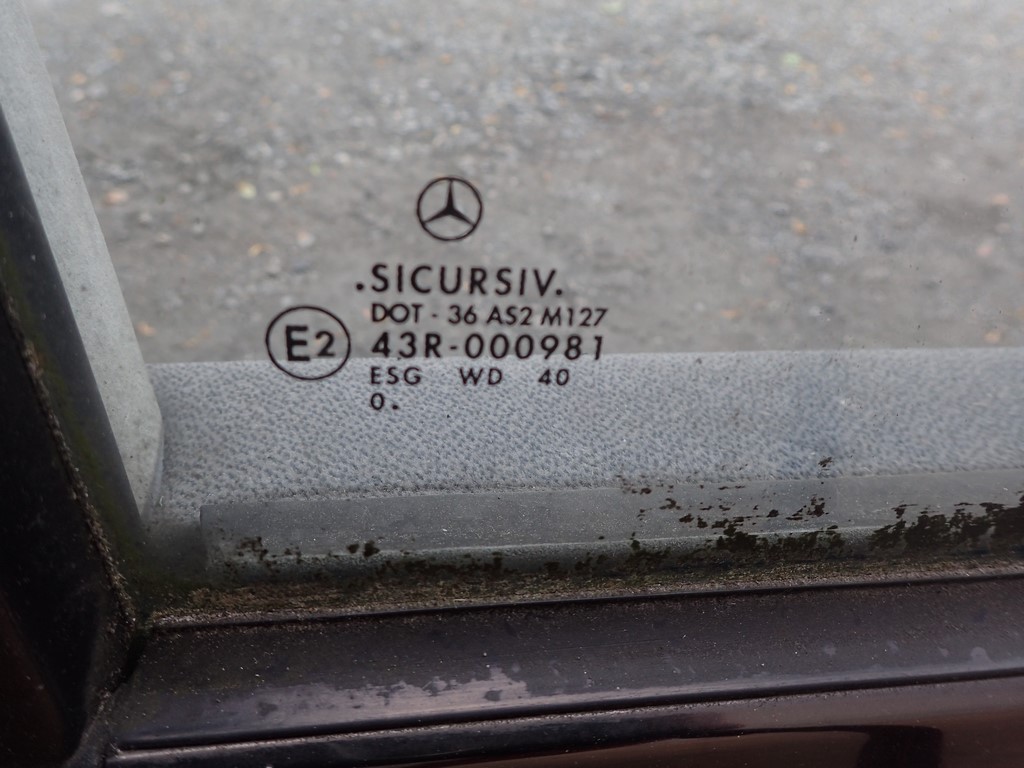 .SICURSIV.
DOT - 36 AS2 M127
E2 43R-000981
ESG WD 40
0.